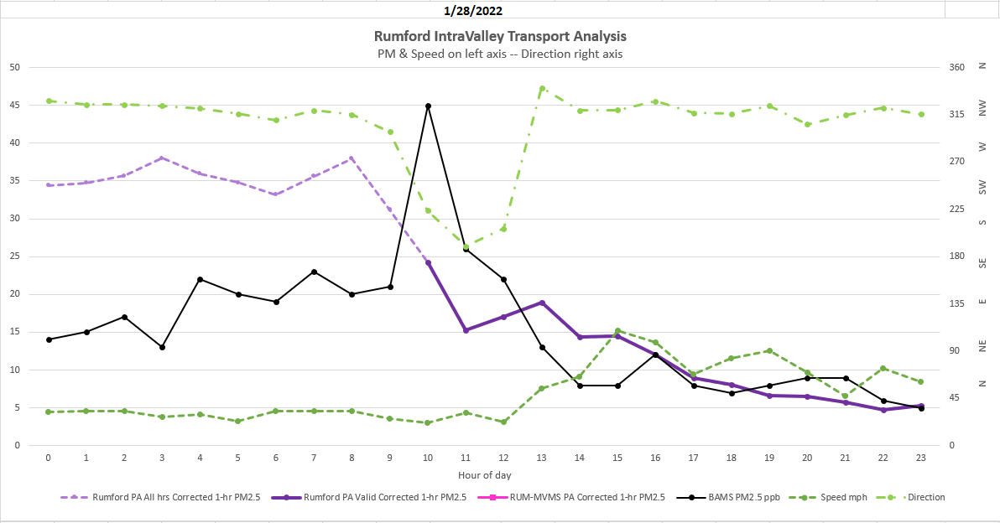 1/28/2022
Rumford IntraValley Transport Analysis
PM & Speed on left axis -- Direction right axis
50
45
40
35
30
25
20
15
10
5
0
360
315
270
225
180
135
90
45
0
N
NW
W
SW
S
SE
E
NE
N
0 1 2 3 4 5 6 7 8 9 10 11 12 13 14 15 16 17 18 19 20 21 22 23
Hour of day
Rumford PA All hrs Corrected 1-hr PM2.5 Rumford PA Valid Corrected 1-hr PM2.5 RUM-MVMS PA Corrected 1-hr PM2.5 BAMS PM2.5 ppb Speed mph Direction